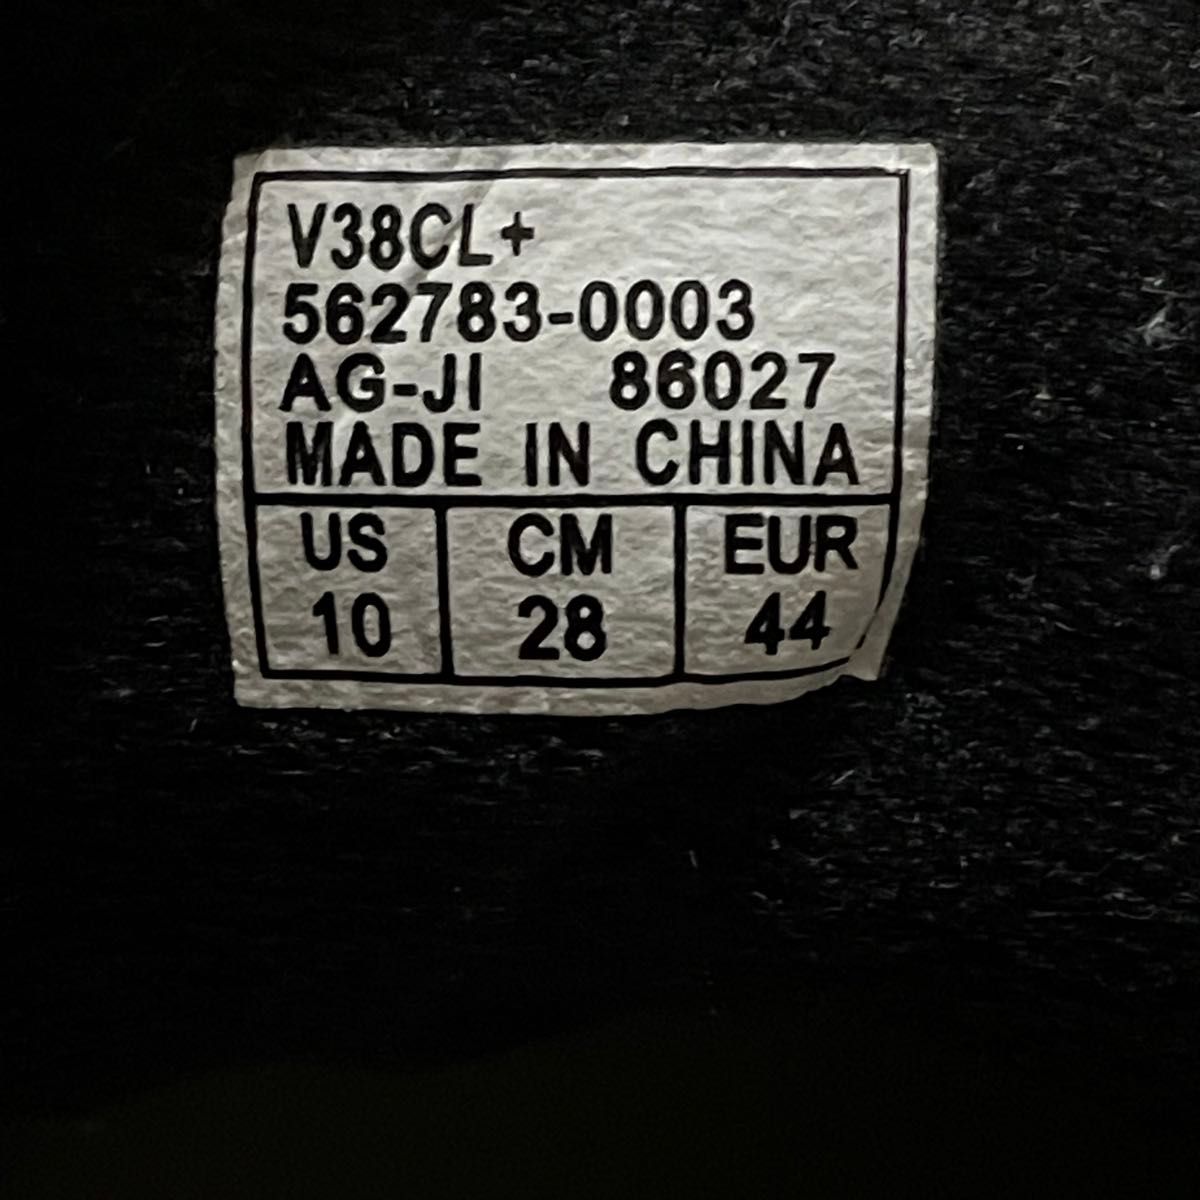 V38CL+
562783-0003
AG-JI 86027
MADE IN CHINA
US CM EUR
10 28 44